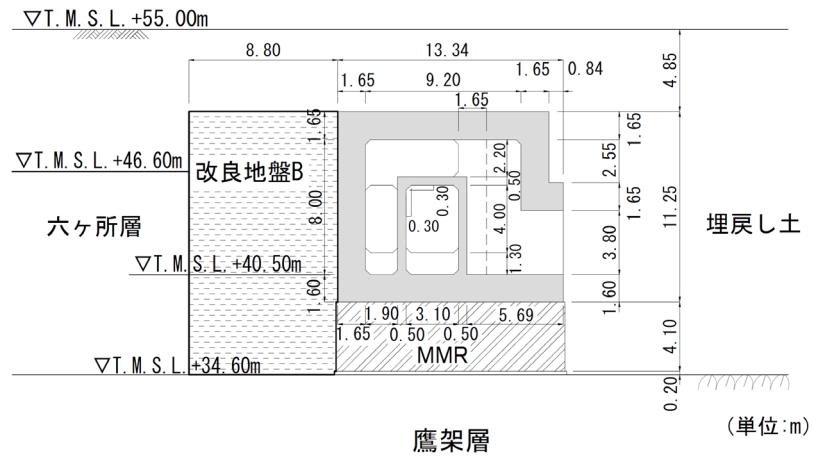 ▽T.M.S.L.+55.00m
8.80 13.34
1.65 9.20 1.65 0.84
4.85
1.65
1.65 1.65
▽T.M.S.L.+46.60m
改良地盤B
2.20 2.55
0.50
0.30
0.30
8.00 4.00 1.65 11.25
六ヶ所層
埋戻し土
3.80
▽T.M.S.L.+40.50m
1.30
1.60 1.60
1.90 3.10 5.69
1.65 0.50 0.50
MMR
4.10
▽T.M.S.L.+34.60m
0.20
(単位:m)
鷹架層